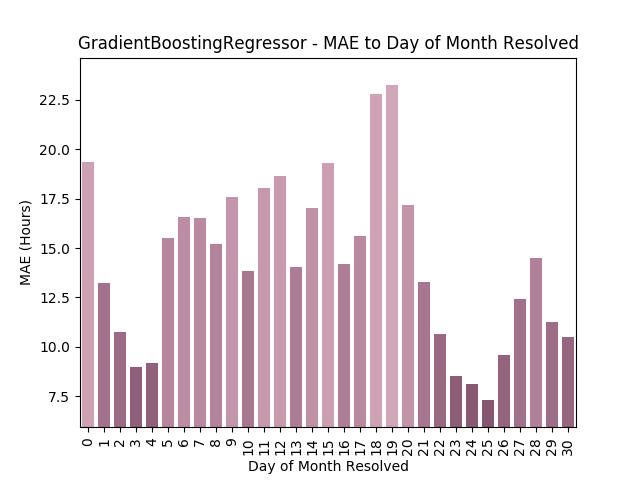 GradientBoostingRegressor - MAE to Day of Month Resolved
22.5
20.0
17.5
15.0
12.5
10.0
7.5
MAE (Hours)
0 1 2 3 4 5 6 7 8 9 10 11 12 13 14 15 16 17 18 19 20 21 22 23 24 25 26 27 28 29 30
Day of Month Resolved